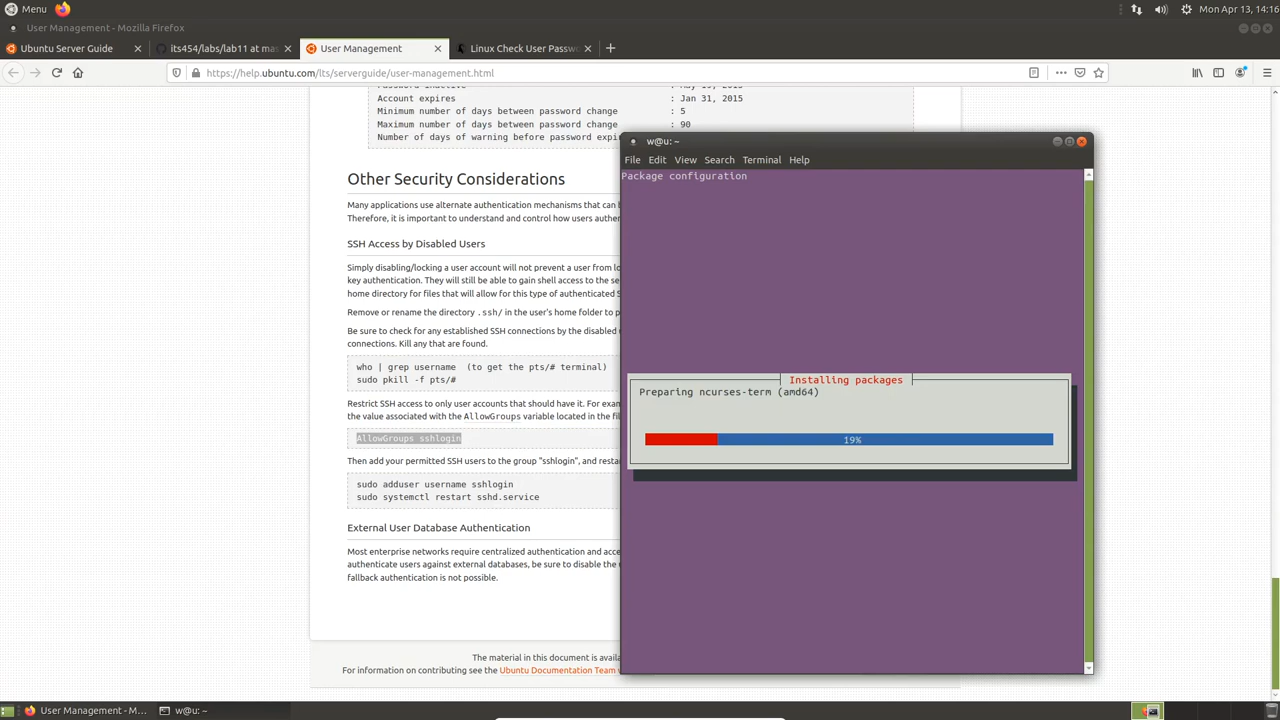 Menu
Mon Apr 13, 14:16
User Management - Mozilla Firefox
Ubuntu Server Guide
its454/labs/lab11 at mas
User Management
Linux Check User Passwo
https://help.ubuntu.com/lts/serverguide/user-management.html
Account expires : Jan 31, 2015
Minimum number of days between password change : 5
Maximum number of days between password change : 90
Number of days of warning before password expi
Other Security Considerations
Many applications use alternate authentication mechanisms that can b
Therefore, it is important to understand and control how users authen
SSH Access by Disabled Users
Simply disabling/locking a user account will not prevent a user from lo
key authentication. They will still be able to gain shell access to the se
home directory for files that will allow for this type of authenticated S
Remove or rename the directory .ssh/ in the user's home folder to p
Be sure to check for any established SSH connections by the disabled
connections. Kill any that are found.
who | grep username (to get the pts/# terminal)
sudo pkill -f pts/#
Restrict SSH access to only user accounts that should have it. For exam
the value associated with the AllowGroups variable located in the fil
AllowGroups sshlogin
Then add your permitted SSH users to the group "sshlogin", and resta
sudo adduser username sshlogin
sudo systemctl restart sshd.service
External User Database Authentication
Most enterprise networks require centralized authentication and acce
authenticate users against external databases, be sure to disable the
fallback authentication is not possible.
The material in this document is availa
For information on contributing see the Ubuntu Documentation Team
w@u: ~
File Edit View Search Terminal Help
Package configuration
Installing packages
Preparing ncurses-term (amd64)
19%
User Management - M...
w@u: ~